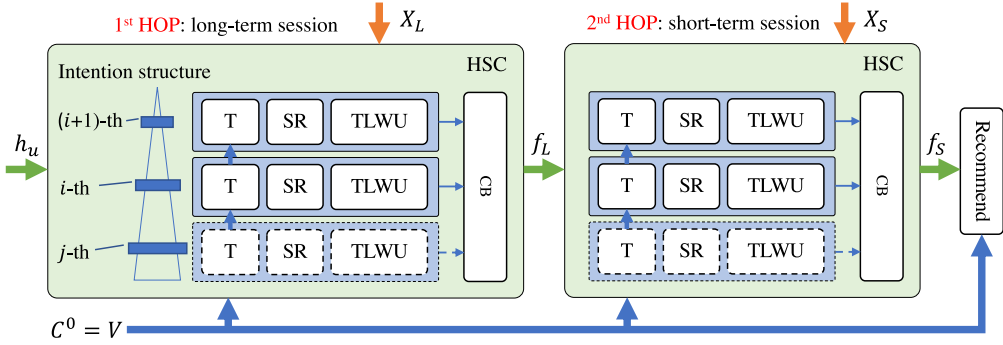 1st HOP: long-term session
X_L
2nd HOP: short-term session
X_S
HSC
Intention structure
(i+1)-th
T SR TLWU
h_u
i-th
T SR TLWU
CB
j-th
T SR TLWU
f_L
HSC
T SR TLWU
T SR TLWU
CB
T SR TLWU
f_S
Recommend
C^0 = V